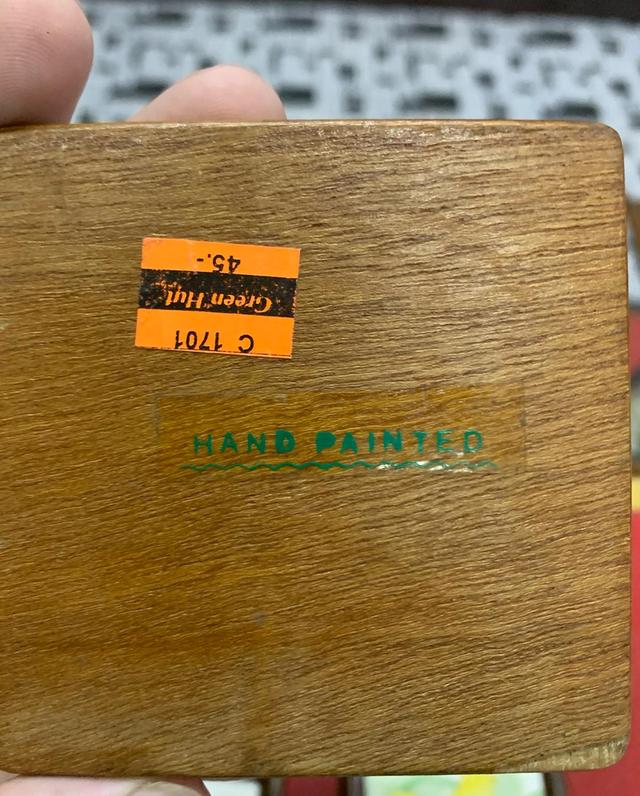 C 1701
Green Hut
45.-
HAND PAINTED